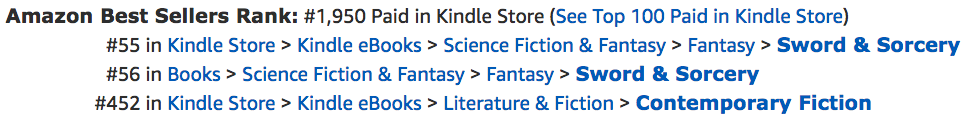 Amazon Best Sellers Rank: #1,950 Paid in Kindle Store (See Top 100 Paid in Kindle Store)
#55 in Kindle Store > Kindle eBooks > Science Fiction & Fantasy > Fantasy > Sword & Sorcery
#56 in Books > Science Fiction & Fantasy > Fantasy > Sword & Sorcery
#452 in Kindle Store > Kindle eBooks > Literature & Fiction > Contemporary Fiction